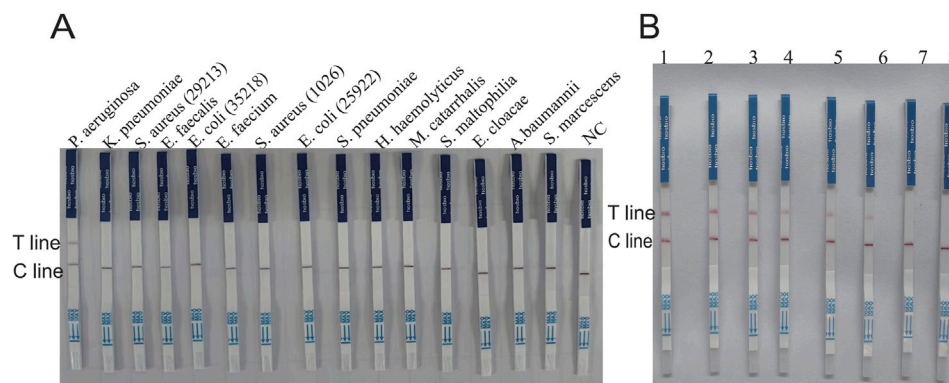 A
P. aeruginosa
K. pneumoniae
S. aureus (29213)
E. faecalis
E. coli (35218)
E. faecium
S. aureus (1026)
E. coli (25922)
S. pneumoniae
H. haemolyticus
M. catarrhalis
S. maltophilia
E. cloacae
A. baumannii
S. marcescens
NC
T line
C line
B
1 2 3 4 5 6 7
T line
C line